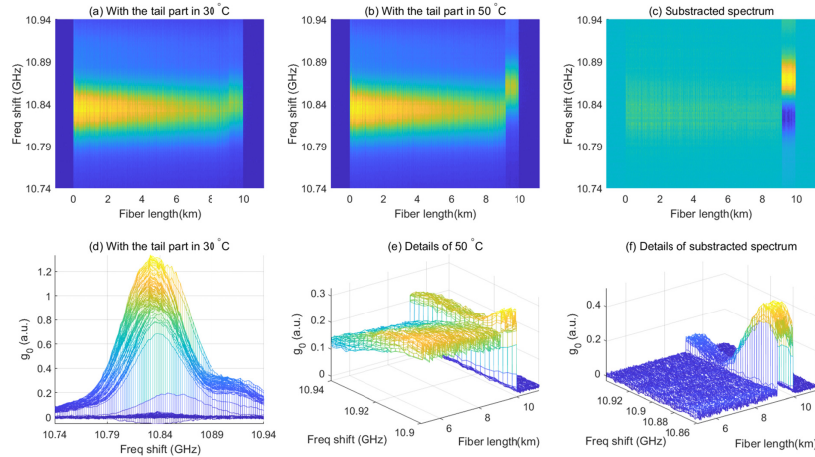 (a) With the tail part in 30 °C
(b) With the tail part in 50 °C
(c) Substracted spectrum
10.94
10.89
10.84
10.79
10.74
Freq shift (GHz)
0 2 4 6 8 10
Fiber length(km)
10.94
10.89
10.84
10.79
10.74
Freq shift (GHz)
0 2 4 6 8 10
Fiber length(km)
10.94
10.89
10.84
10.79
10.74
Freq shift (GHz)
0 2 4 6 8 10
Fiber length(km)
(d) With the tail part in 30 °C
(e) Details of 50 °C
(f) Details of substracted spectrum
1.2
1
0.8
0.6
0.4
0.2
0
g0 (a.u.)
10.74 10.79 10.84 10.89 10.94
Freq shift (GHz)
0.3
0.2
0.1
0
g0 (a.u.)
10.94
10.92
10.9
Freq shift (GHz)
6 8 10
Fiber length(km)
0.4
0.2
0
g0 (a.u.)
10.92
10.9
10.88
10.86
Freq shift (GHz)
6 8 10
Fiber length(km)